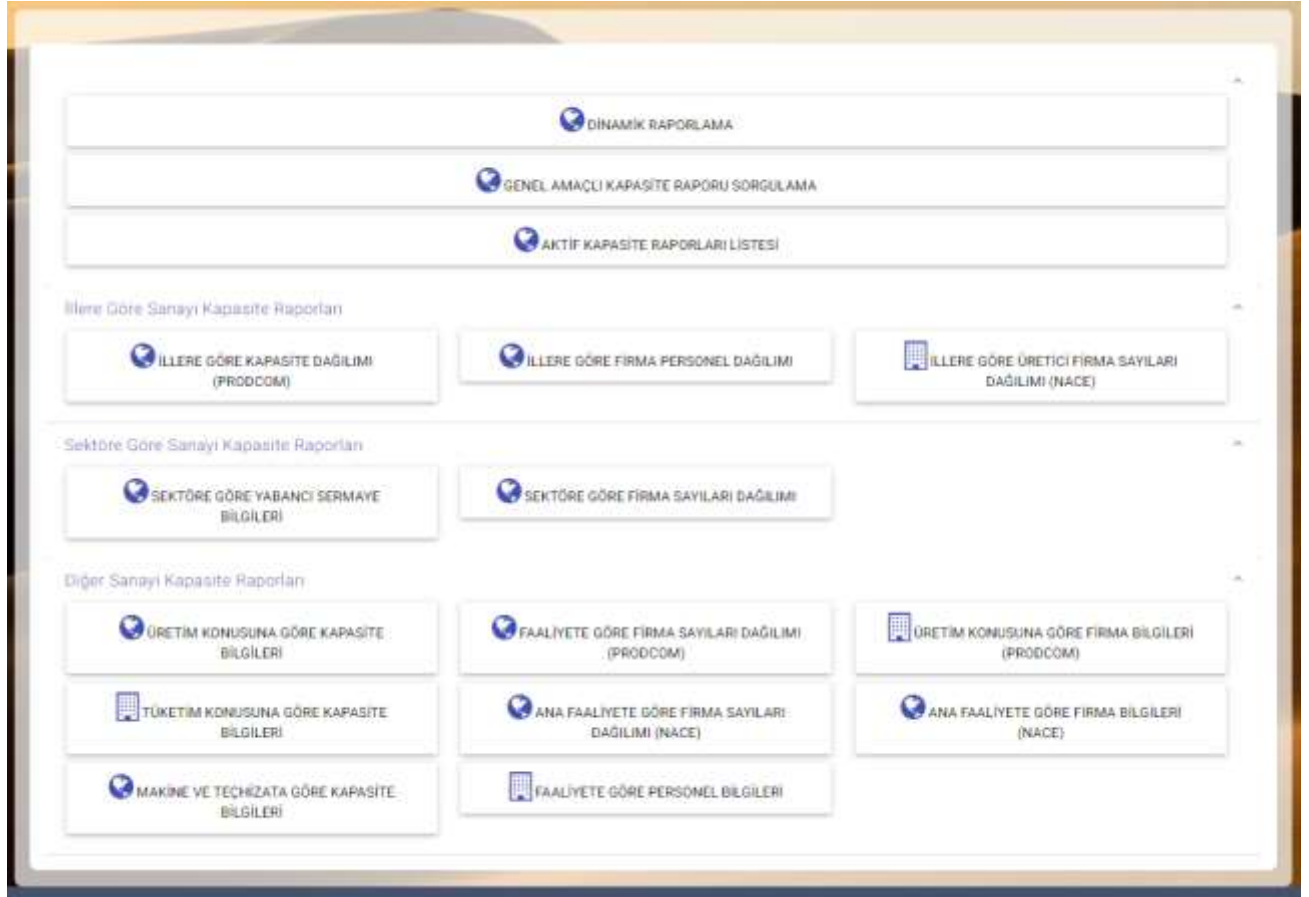 DİNAMİK RAPORLAMA
GENEL AMAÇLI KAPASİTE RAPORU SORGULAMA
AKTİF KAPASİTE RAPORLARI LİSTESİ
İllere Göre Sanayi Kapasite Raporları
İLLERE GÖRE KAPASİTE DAĞILIMI
(PRODCOM)
İLLERE GÖRE FİRMA PERSONEL DAĞILIMI
İLLERE GÖRE ÜRETİCİ FİRMA SAYILARI
DAĞILIMI (NACE)
Sektöre Göre Sanayi Kapasite Raporları
SEKTÖRE GÖRE YABANCI SERMAYE
BİLGİLERİ
SEKTÖRE GÖRE FİRMA SAYILARI DAĞILIMI
Diğer Sanayi Kapasite Raporları
ÜRETİM KONUSUNA GÖRE KAPASİTE
BİLGİLERİ
FAALİYETE GÖRE FİRMA SAYILARI DAĞILIMI
(PRODCOM)
ÜRETİM KONUSUNA GÖRE FİRMA BİLGİLERİ
(PRODCOM)
TÜKETİM KONUSUNA GÖRE KAPASİTE
BİLGİLERİ
ANA FAALİYETE GÖRE FİRMA SAYILARI
DAĞILIMI (NACE)
ANA FAALİYETE GÖRE FİRMA BİLGİLERİ
(NACE)
MAKİNE VE TECHİZATA GÖRE KAPASİTE
BİLGİLERİ
FAALİYETE GÖRE PERSONEL BİLGİLERİ